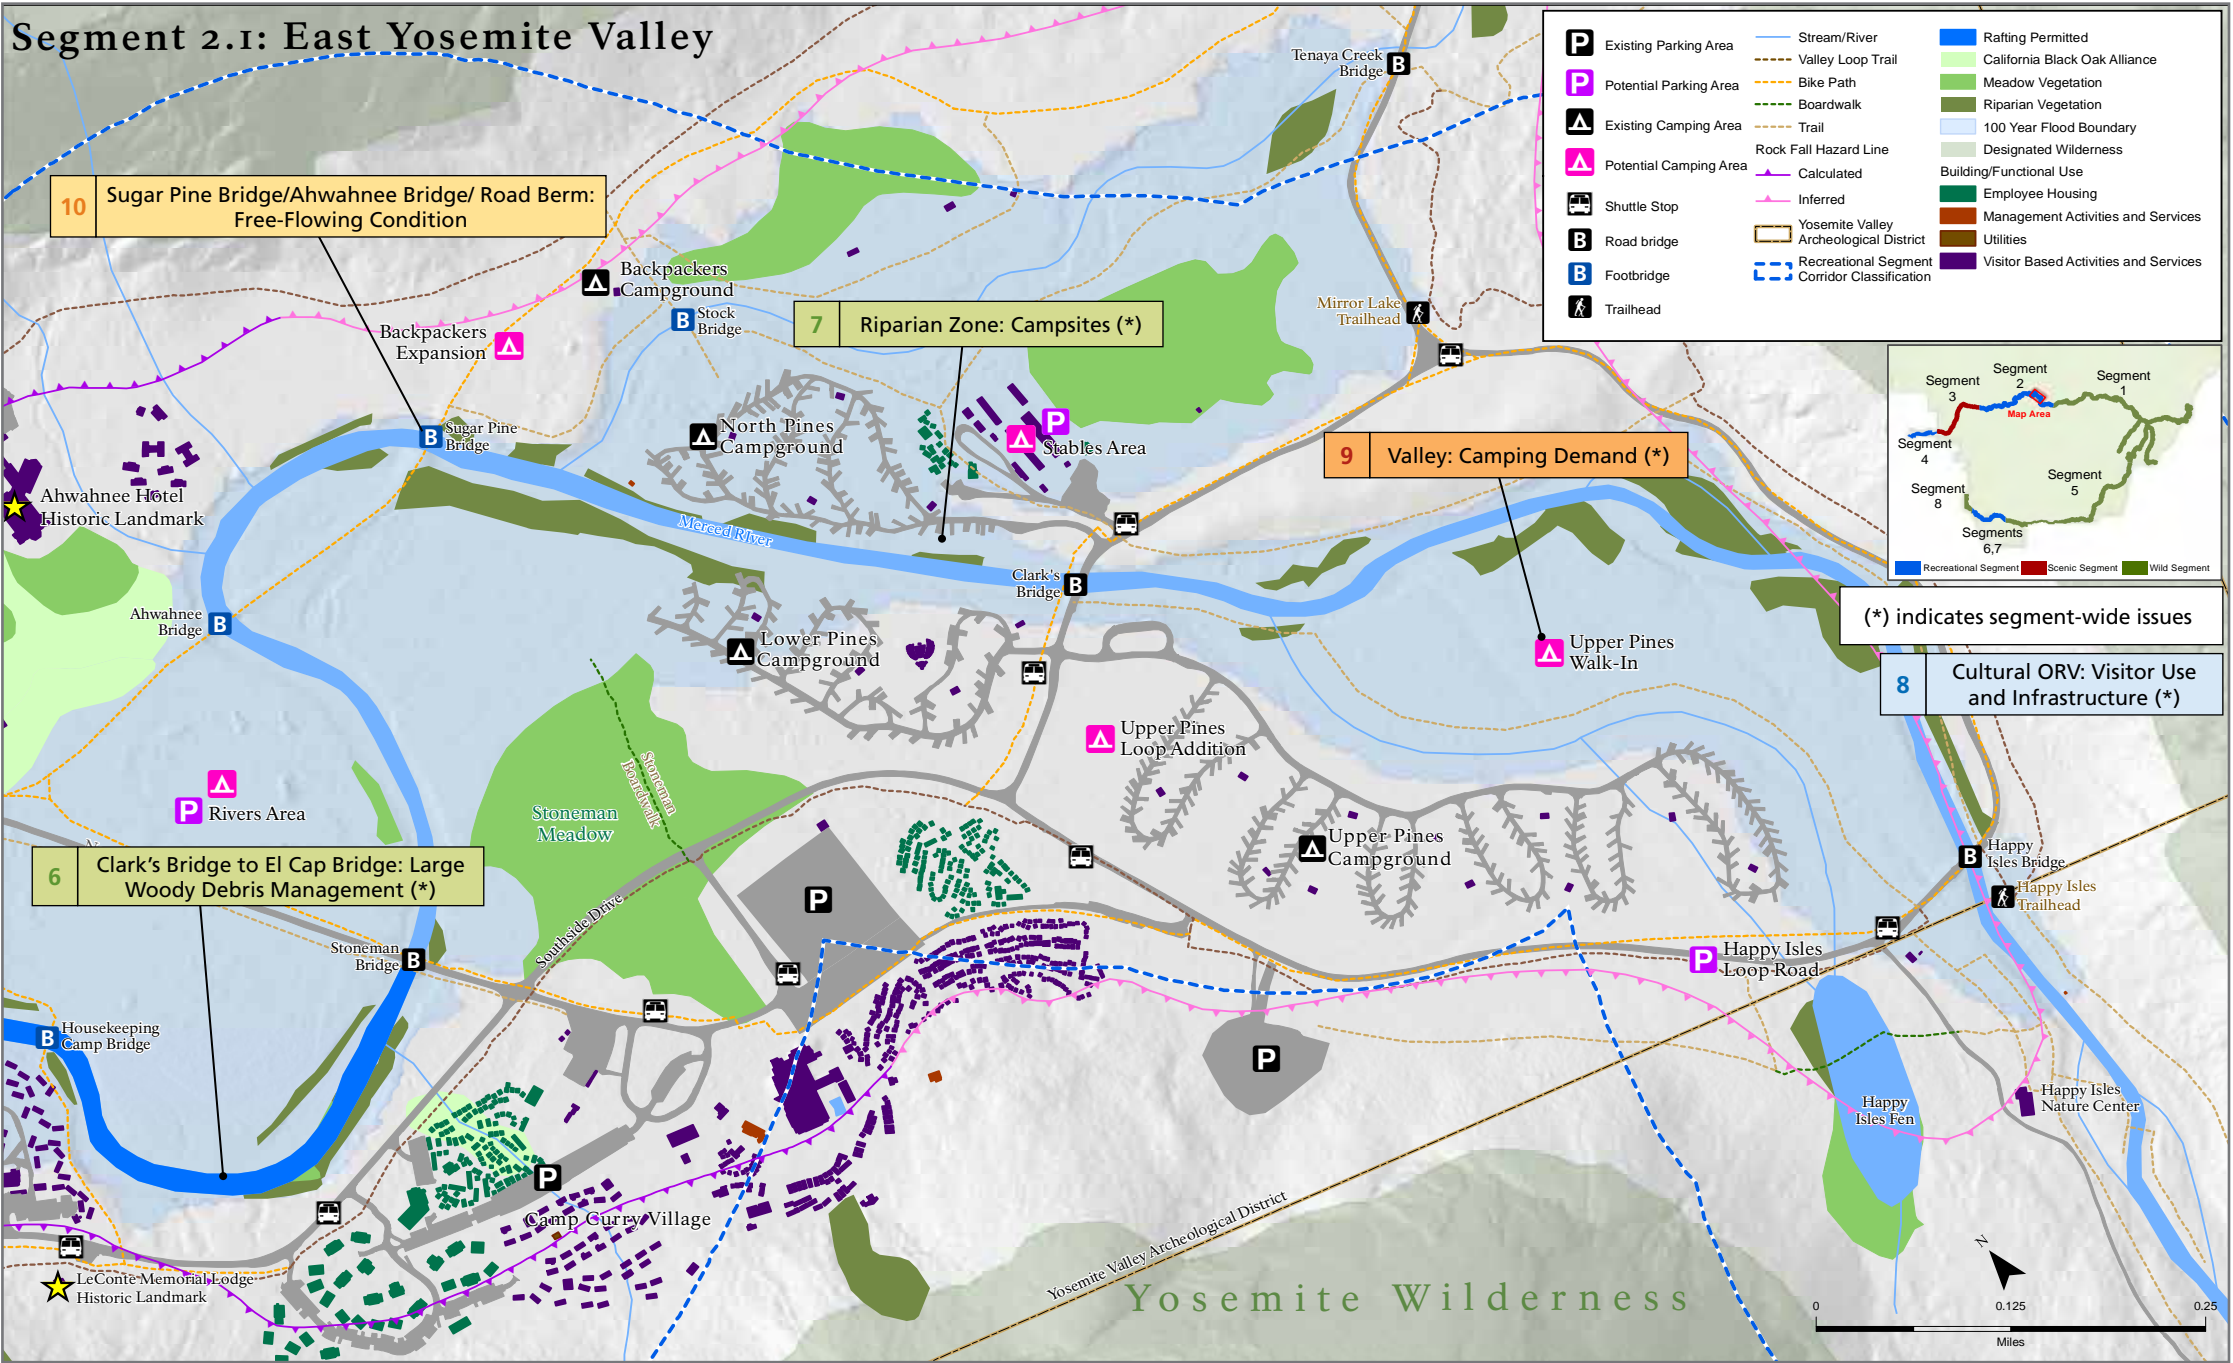 Segment 2.1: East Yosemite Valley
Tenaya Creek
Bridge
B
P Existing Parking Area
P Potential Parking Area
Existing Camping Area
Potential Camping Area
Shuttle Stop
B Road bridge
B Footbridge
Trailhead
Stream/River
Valley Loop Trail
Bike Path
Boardwalk
Trail
Rock Fall Hazard Line
Calculated
Inferred
Yosemite Valley
Archeological District
Recreational Segment
Corridor Classification
Rafting Permitted
California Black Oak Alliance
Meadow Vegetation
Riparian Vegetation
100 Year Flood Boundary
Designated Wilderness
Building/Functional Use
Employee Housing
Management Activities and Services
Utilities
Visitor Based Activities and Services
10 Sugar Pine Bridge/Ahwahnee Bridge/ Road Berm:
Free-Flowing Condition
Backpackers
Campground
Backpackers
Expansion
B Stock
Bridge
7 Riparian Zone: Campsites (*)
Mirror Lake
Trailhead
Segment
2
Segment
3
Segment
1
Map Area
Segment
4
Segment
5
Segment
8
Segments
6,7
Recreational Segment
Scenic Segment
Wild Segment
B Sugar Pine
Bridge
North Pines
Campground
P
Stables Area
9 Valley: Camping Demand (*)
Ahwahnee Hotel
Historic Landmark
Merced River
Clark's
Bridge
B
Ahwahnee
Bridge
B
Lower Pines
Campground
Upper Pines
Walk-In
(*) indicates segment-wide issues
8 Cultural ORV: Visitor Use
and Infrastructure (*)
Upper Pines
Loop Addition
Stoneman
Boardwalk
Stoneman
Meadow
P
Rivers Area
Upper Pines
Campground
6 Clark's Bridge to El Cap Bridge: Large
Woody Debris Management (*)
B Happy
Isles Bridge
Happy Isles
Trailhead
P
Southside Drive
Stoneman
Bridge
B
P Happy Isles
Loop Road
B Housekeeping
Camp Bridge
P
Happy
Isles Fen
Happy Isles
Nature Center
P
Camp Curry Village
LeConte Memorial Lodge
Historic Landmark
Yosemite Valley Archeological District
Yosemite Wilderness
N
0 0.125 0.25
Miles